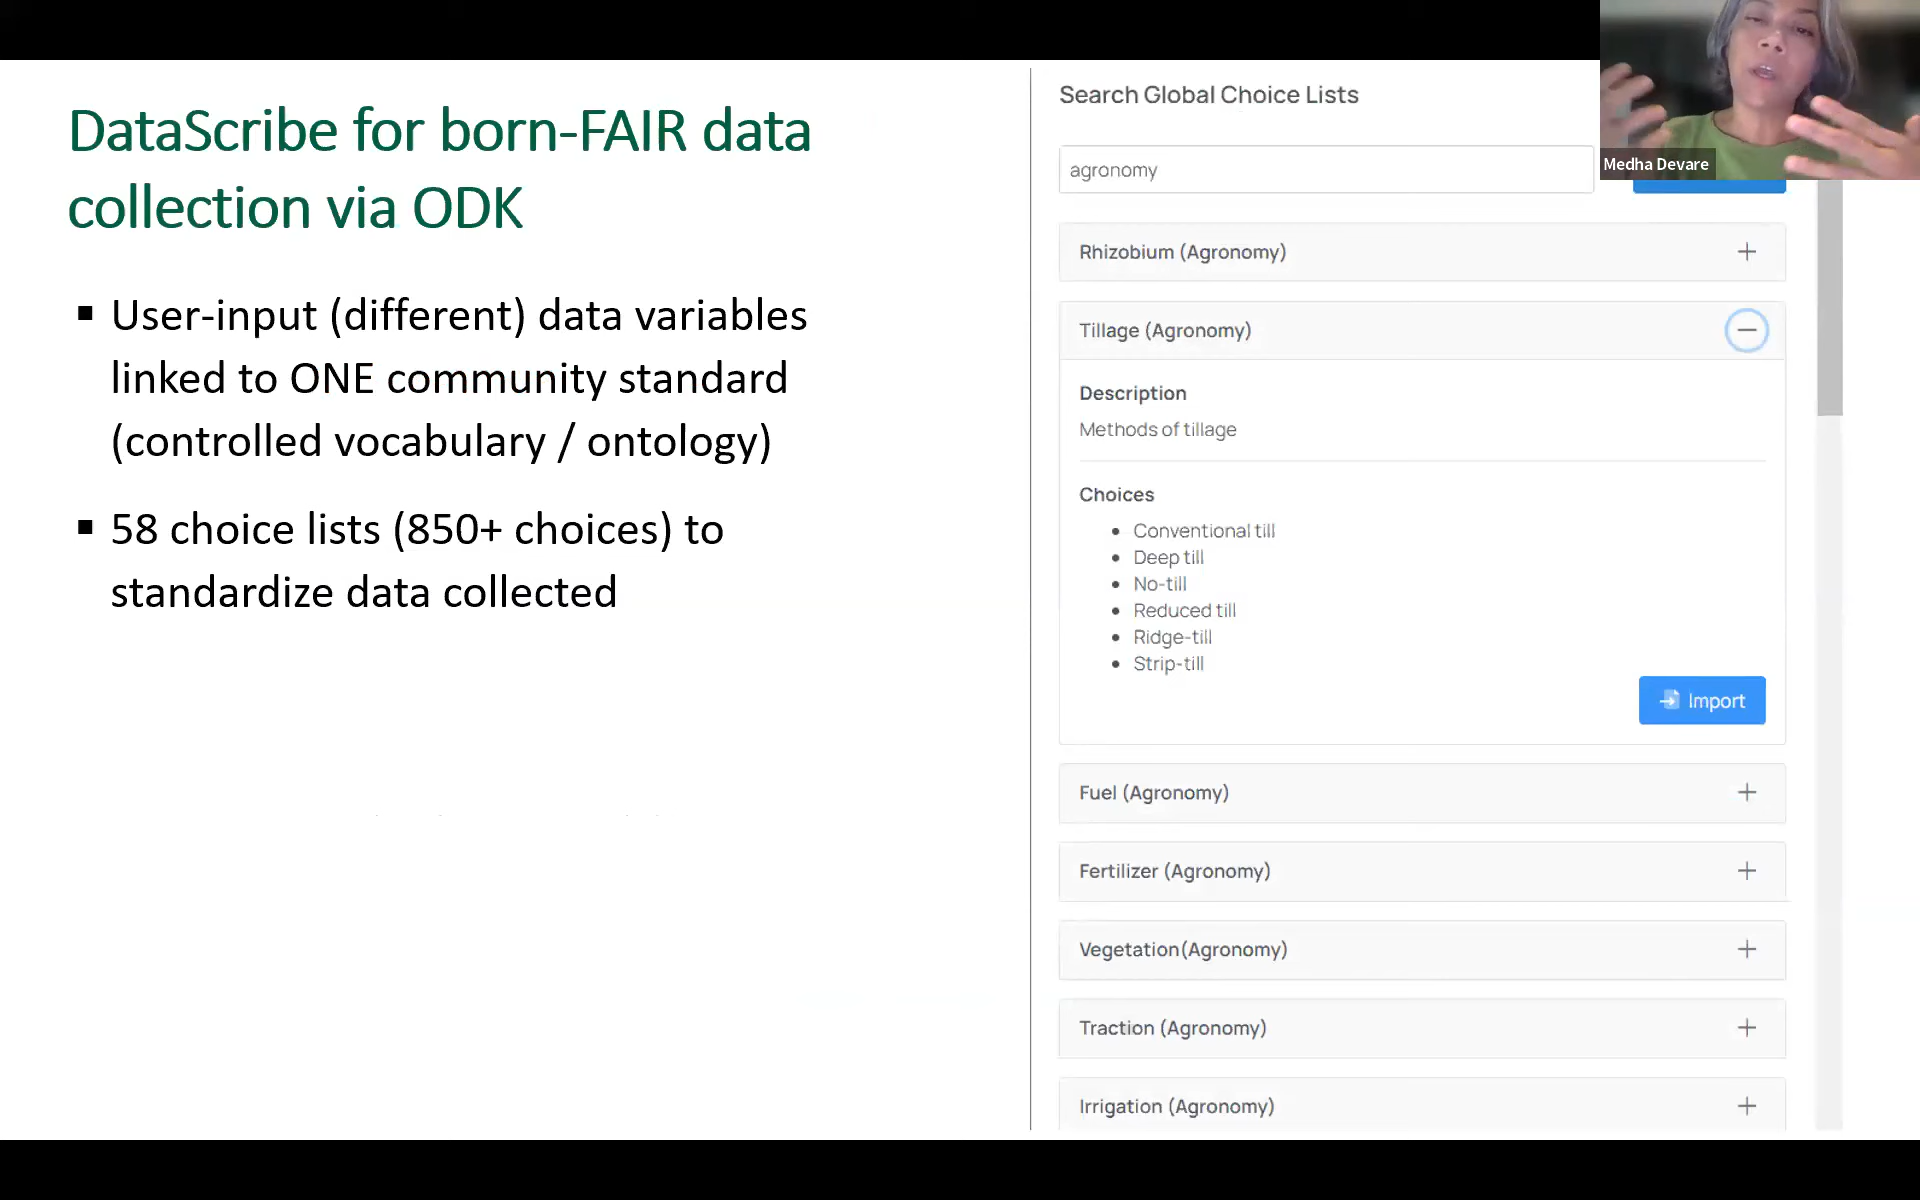 DataScribe for born-FAIR data
collection via ODK
▪ User-input (different) data variables
linked to ONE community standard
(controlled vocabulary / ontology)
▪ 58 choice lists (850+ choices) to
standardize data collected
Search Global Choice Lists
agronomy
Rhizobium (Agronomy)
Tillage (Agronomy)
Description
Methods of tillage
Choices
• Conventional till
• Deep till
• No-till
• Reduced till
• Ridge-till
• Strip-till
Import
Fuel (Agronomy)
Fertilizer (Agronomy)
Vegetation(Agronomy)
Traction (Agronomy)
Irrigation (Agronomy)
Medha Devare